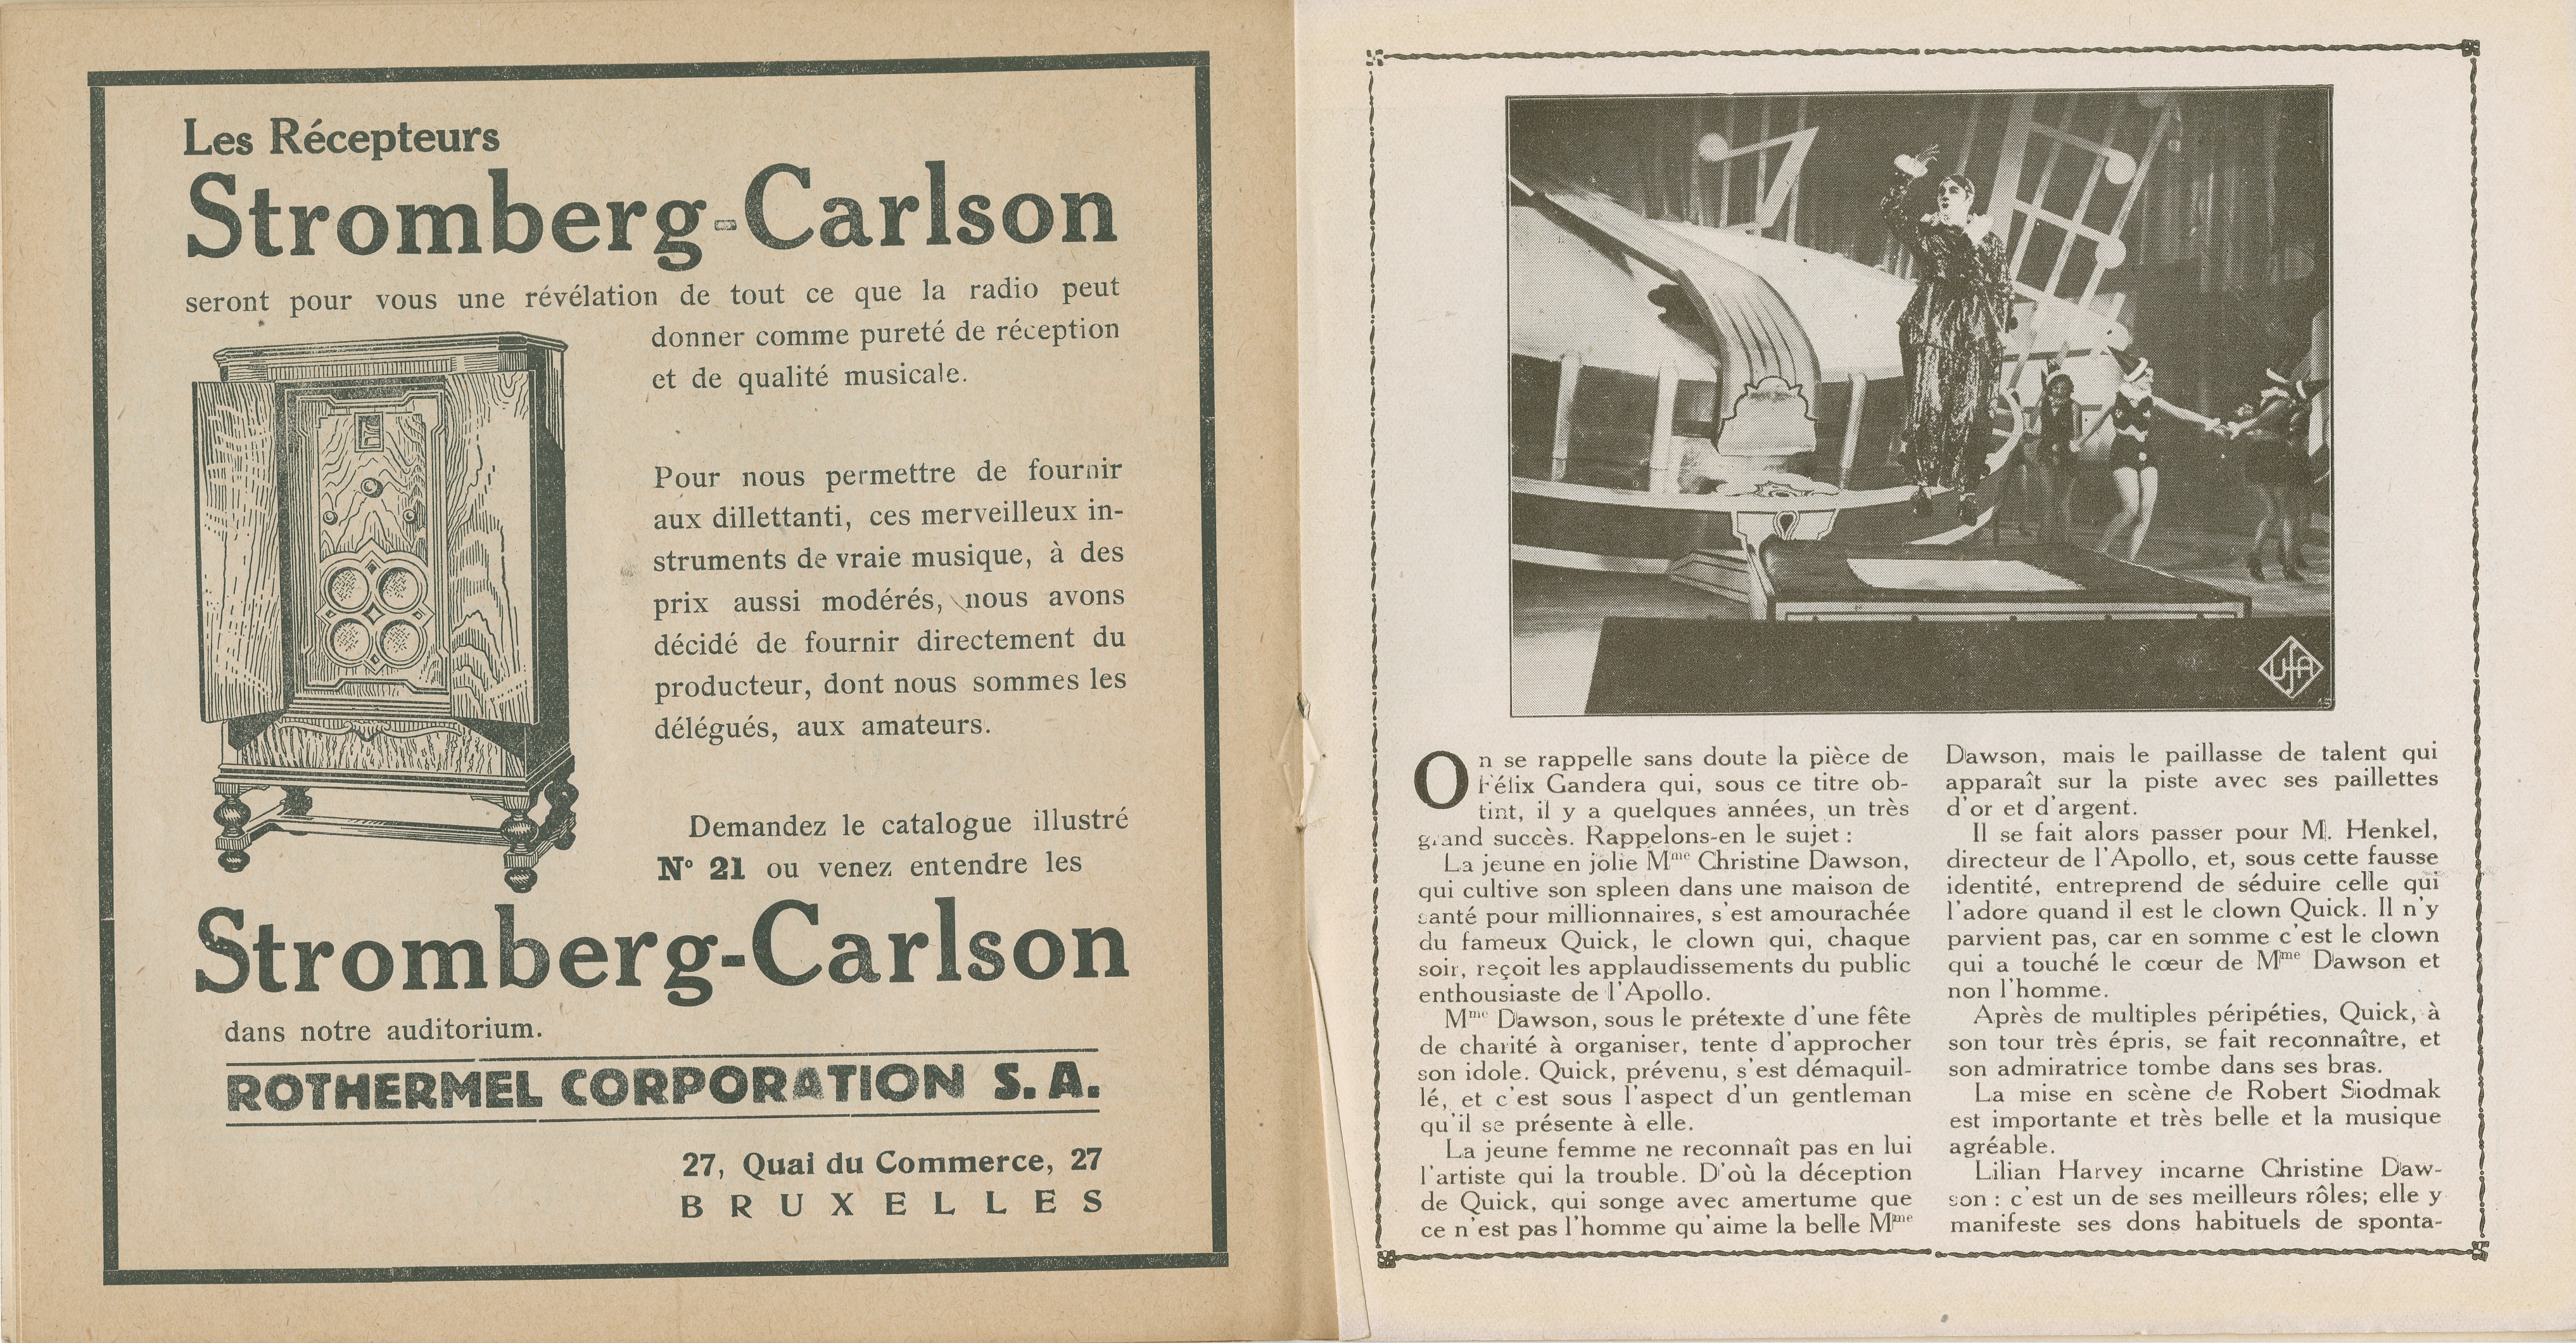 Les Récepteurs
Stromberg-Carlson
seront pour vous une révélation de tout ce que la radio peut
donner comme pureté de réception
et de qualité musicale.
Pour nous permettre de fournir
aux dillettanti, ces merveilleux in-
struments de vraie musique, à des
prix aussi modérés, nous avons
décidé de fournir directement du
producteur, dont nous sommes les
délégués, aux amateurs.
Demandez le catalogue illustré
N° 21 ou venez entendre les
Stromberg-Carlson
dans notre auditorium.
ROTHERMEL CORPORATION S. A.
27, Quai du Commerce, 27
BRUXELLES
UFA
On se rappelle sans doute la pièce de
Félix Gandera qui, sous ce titre ob-
tint, il y a quelques années, un très
grand succès. Rappelons-en le sujet :
La jeune en jolie Mme Christine Dawson,
qui cultive son spleen dans une maison de
santé pour millionnaires, s'est amourachée
du fameux Quick, le clown qui, chaque
soir, reçoit les applaudissements du public
enthousiaste de l'Apollo.
Mme Dawson, sous le prétexte d'une fête
de charité à organiser, tente d'approcher
son idole. Quick, prévenu, s'est démaquil-
lé, et c'est sous l'aspect d'un gentleman
qu'il se présente à elle.
La jeune femme ne reconnaît pas en lui
l'artiste qui la trouble. D'où la déception
de Quick, qui songe avec amertume que
ce n'est pas l'homme qu'aime la belle Mme
Dawson, mais le paillasse de talent qui
apparaît sur la piste avec ses paillettes
d'or et d'argent.
Il se fait alors passer pour M. Henkel,
directeur de l'Apollo, et, sous cette fausse
identité, entreprend de séduire celle qui
l'adore quand il est le clown Quick. Il n'y
parvient pas, car en somme c'est le clown
qui a touché le cœur de Mme Dawson et
non l'homme.
Après de multiples péripéties, Quick, à
son tour très épris, se fait reconnaître, et
son admiratrice tombe dans ses bras.
La mise en scène de Robert Siodmak
est importante et très belle et la musique
agréable.
Lilian Harvey incarne Christine Daw-
son : c'est un de ses meilleurs rôles; elle y
manifeste ses dons habituels de sponta-